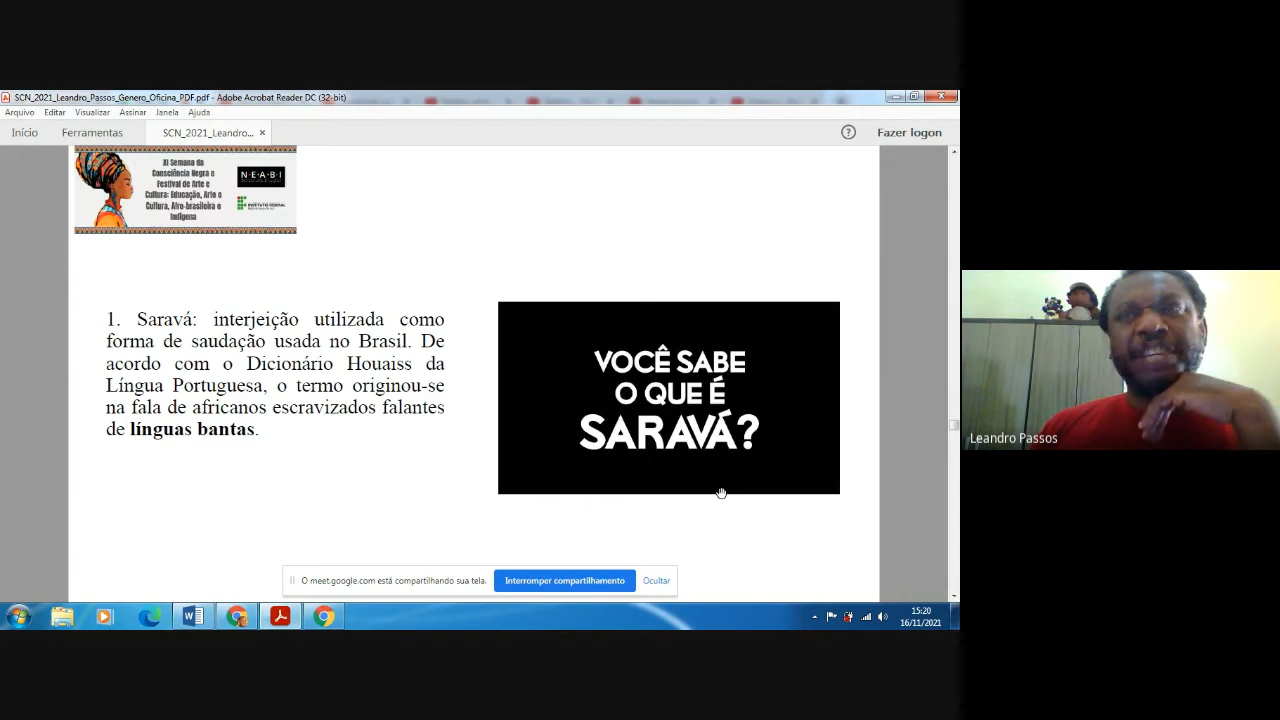 SCN_2021_Leandro_Passos_Genero_Oficina_PDF.pdf - Adobe Acrobat Reader DC (32-bit)
Arquivo Editar Visualizar Assinar Janela Ajuda
Início Ferramentas SCN_2021_Leandro... × Fazer logon
XI Semana da
Consciência Negra e
Festival de Arte e
Cultura: Educação, Arte e
Cultura, Afro-brasileira e
Indígena
N·E·A·B·I
INSTITUTO FEDERAL
1. Saravá: interjeição utilizada como
forma de saudação usada no Brasil. De
acordo com o Dicionário Houaiss da
Língua Portuguesa, o termo originou-se
na fala de africanos escravizados falantes
de línguas bantas.
VOCÊ SABE
O QUE É
SARAVÁ?
Leandro Passos
O meet.google.com está compartilhando sua tela. Interromper compartilhamento Ocultar
15:20
16/11/2021